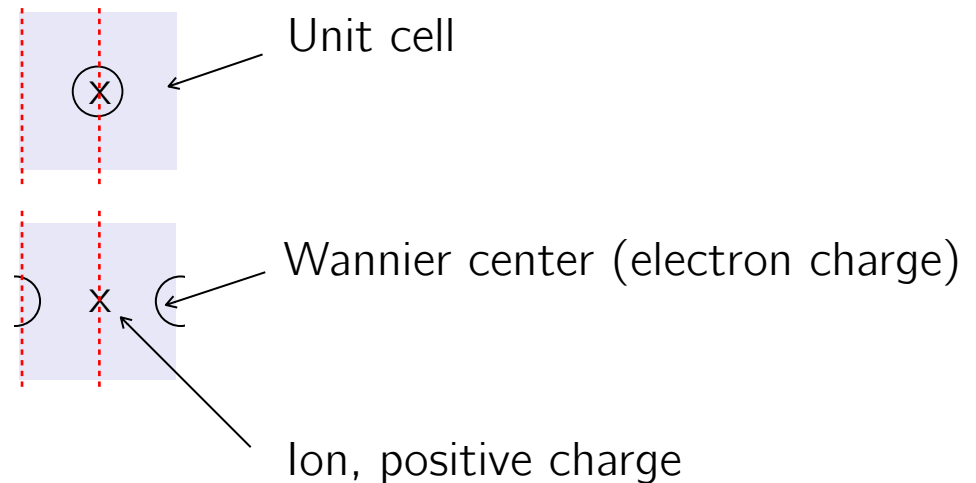 Unit cell
x
Wannier center (electron charge)
x
Ion, positive charge